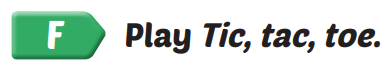 F Play Tic, tac, toe.